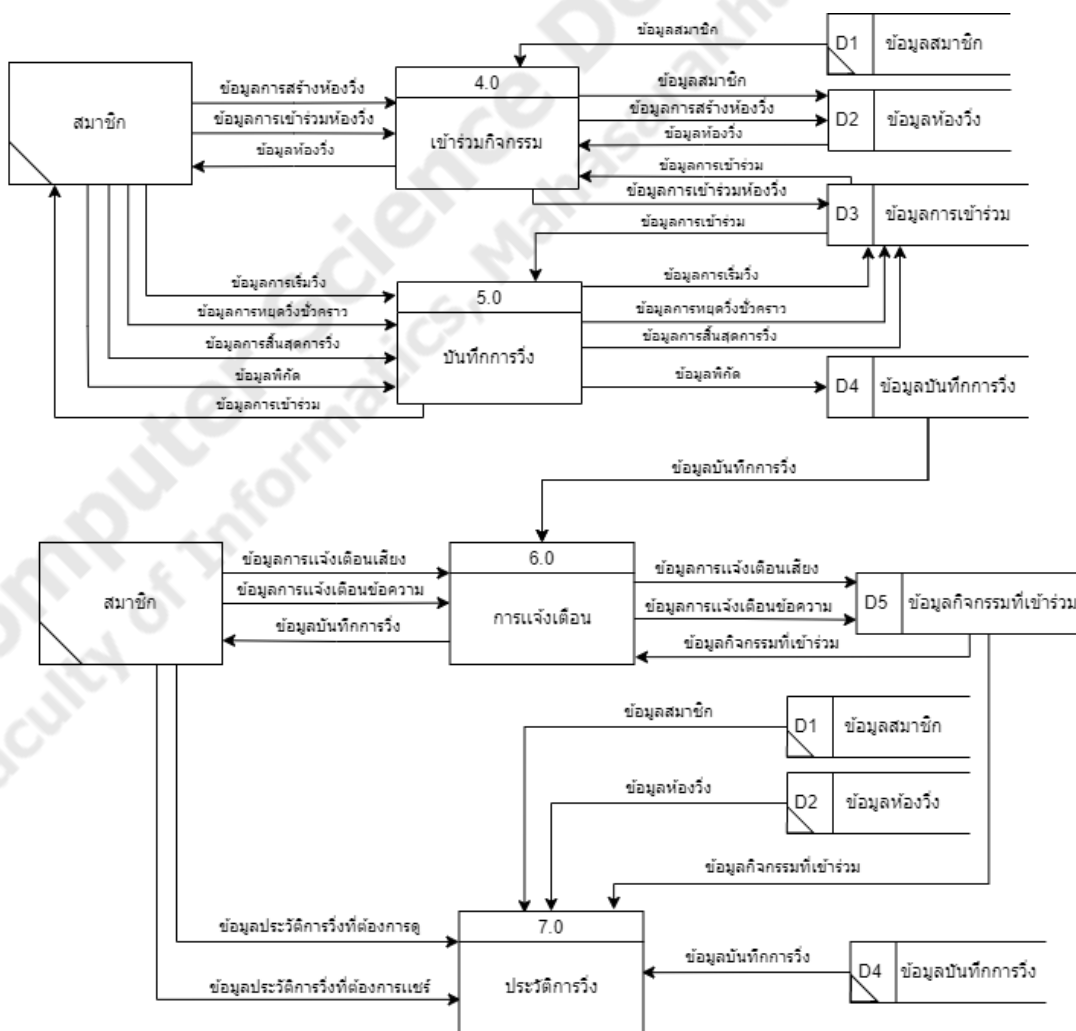 ข้อมูลสมาชิก
D1 ข้อมูลสมาชิก
สมาชิก
ข้อมูลการสร้างห้องวิ่ง
ข้อมูลการเข้าร่วมห้องวิ่ง
ข้อมูลห้องวิ่ง
4.0
เข้าร่วมกิจกรรม
ข้อมูลสมาชิก
ข้อมูลการสร้างห้องวิ่ง
ข้อมูลห้องวิ่ง
D2 ข้อมูลห้องวิ่ง
ข้อมูลการเข้าร่วม
ข้อมูลการเข้าร่วมห้องวิ่ง
ข้อมูลการเข้าร่วม
D3 ข้อมูลการเข้าร่วม
ข้อมูลการเริ่มวิ่ง
ข้อมูลการหยุดวิ่งชั่วคราว
ข้อมูลการสิ้นสุดการวิ่ง
ข้อมูลพิกัด
ข้อมูลการเข้าร่วม
5.0
บันทึกการวิ่ง
ข้อมูลการเริ่มวิ่ง
ข้อมูลการหยุดวิ่งชั่วคราว
ข้อมูลการสิ้นสุดการวิ่ง
ข้อมูลพิกัด
D4 ข้อมูลบันทึกการวิ่ง
ข้อมูลบันทึกการวิ่ง
สมาชิก
ข้อมูลการแจ้งเตือนเสียง
ข้อมูลการแจ้งเตือนข้อความ
ข้อมูลบันทึกการวิ่ง
6.0
การแจ้งเตือน
ข้อมูลการแจ้งเตือนเสียง
ข้อมูลการแจ้งเตือนข้อความ
ข้อมูลกิจกรรมที่เข้าร่วม
D5 ข้อมูลกิจกรรมที่เข้าร่วม
ข้อมูลสมาชิก
D1 ข้อมูลสมาชิก
ข้อมูลห้องวิ่ง
D2 ข้อมูลห้องวิ่ง
ข้อมูลกิจกรรมที่เข้าร่วม
ข้อมูลประวัติการวิ่งที่ต้องการดู
ข้อมูลประวัติการวิ่งที่ต้องการแชร์
7.0
ประวัติการวิ่ง
ข้อมูลบันทึกการวิ่ง
D4 ข้อมูลบันทึกการวิ่ง
omputer Science De
aculty of Informatics, Mahasarakha